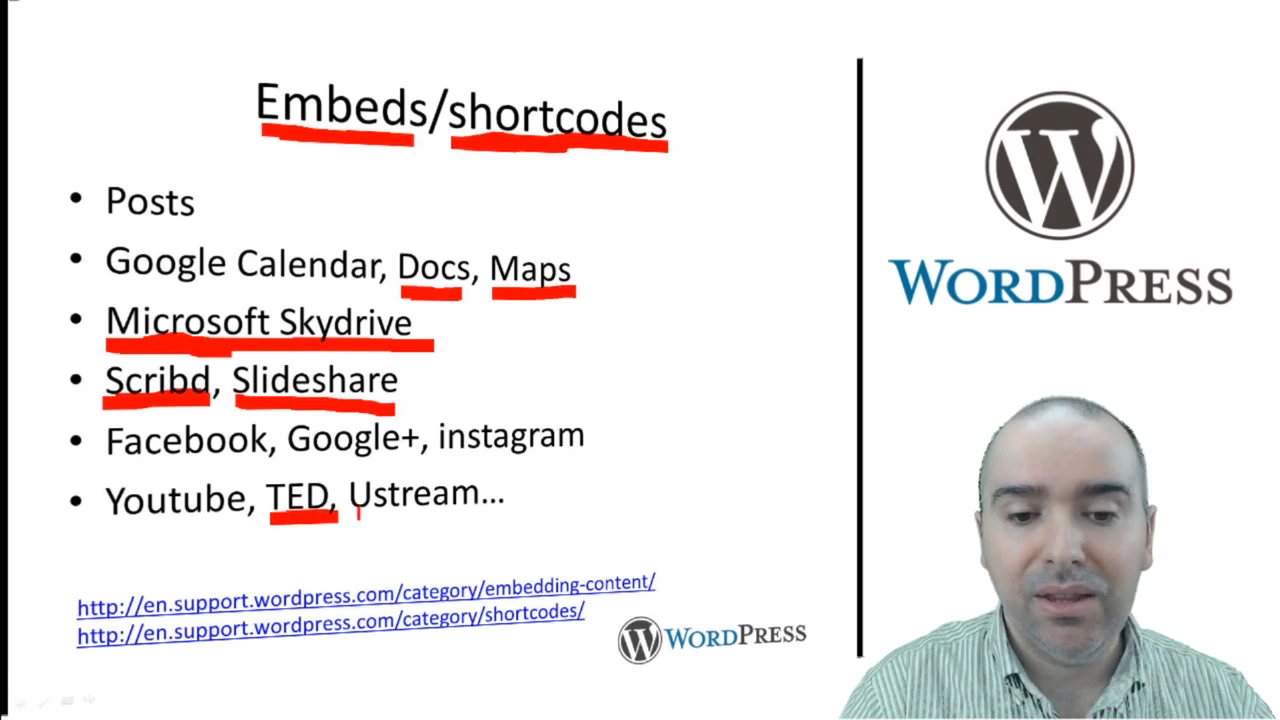 Embeds/shortcodes
• Posts
• Google Calendar, Docs, Maps
• Microsoft Skydrive
• Scribd, Slideshare
• Facebook, Google+, instagram
• Youtube, TED, Ustream...
http://en.support.wordpress.com/category/embedding-content/
http://en.support.wordpress.com/category/shortcodes/
WORDPRESS
WORDPRESS